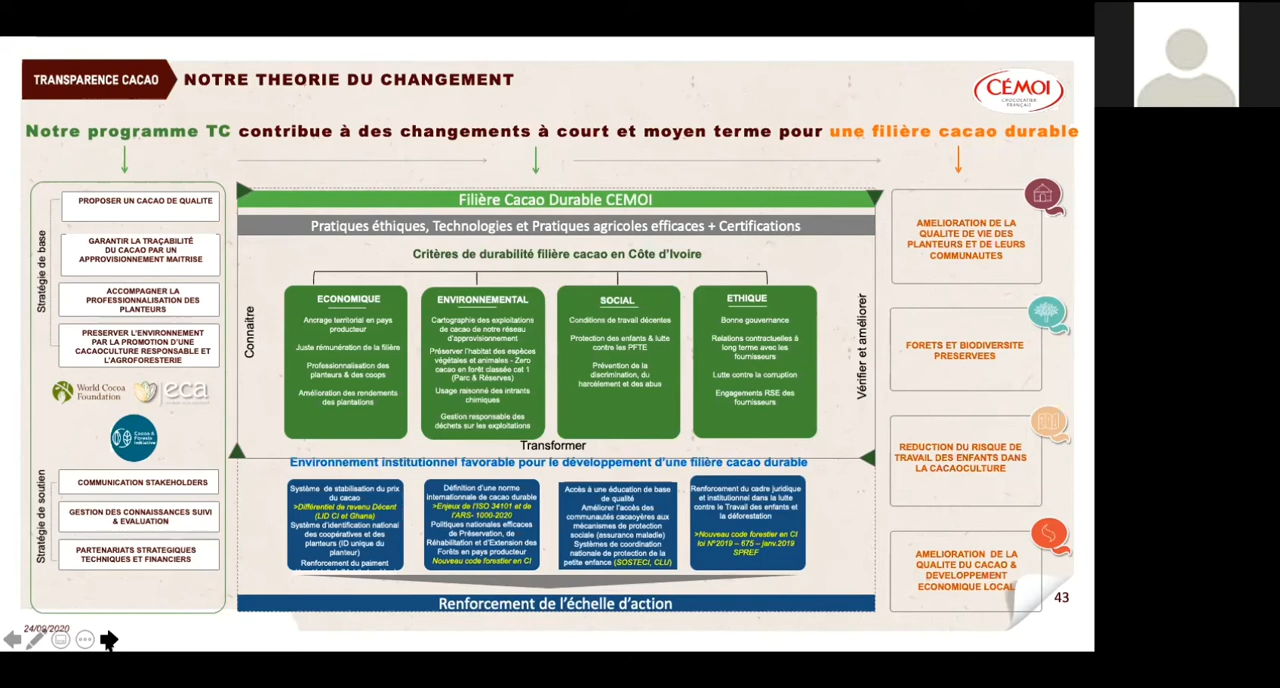 TRANSPARENCE CACAO
NOTRE THEORIE DU CHANGEMENT
CÉMOI
CHOCOLATIER
FRANÇAIS
Notre programme TC contribue à des changements à court et moyen terme pour une filière cacao durable
Stratégie de base
PROPOSER UN CACAO DE QUALITE
GARANTIR LA TRAÇABILITÉ
DU CACAO PAR UN
APPROVISIONNEMENT MAITRISE
ACCOMPAGNER LA
PROFESSIONNALISATION DES
PLANTEURS
PRESERVER L'ENVIRONNEMENT
PAR LA PROMOTION D'UNE
CACAOCULTURE RESPONSABLE ET
L'AGROFORESTERIE
World Cocoa
Foundation
eca
Cocoa &
Forests
Initiative
Stratégie de soutien
COMMUNICATION STAKEHOLDERS
GESTION DES CONNAISSANCES SUIVI
& EVALUATION
PARTENARIATS STRATEGIQUES
TECHNIQUES ET FINANCIERS
Filière Cacao Durable CEMOI
Pratiques éthiques, Technologies et Pratiques agricoles efficaces + Certifications
Critères de durabilité filière cacao en Côte d'Ivoire
Connaitre
ECONOMIQUE
Ancrage territorial en pays
producteur
Juste rémunération de la filière
Professionnalisation des
planteurs & des coops
Amélioration des rendements
des plantations
ENVIRONNEMENTAL
Cartographie des exploitations
de cacao de notre réseau
d'approvisionnement
Préserver l'habitat des espèces
végétales et animales - Zero
cacao en forêt classée cat 1
(Parc & Réserves)
Usage raisonné des intrants
chimiques
Gestion responsable des
déchets sur les exploitations
SOCIAL
Conditions de travail décentes
Protection des enfants & lutte
contre les PFTE
Prévention de la
discrimination, du
harcèlement et des abus
ETHIQUE
Bonne gouvernance
Relations contractuelles à
long terme avec les
fournisseurs
Lutte contre la corruption
Engagements RSE des
fournisseurs
Vérifier et améliorer
Transformer
Environnement institutionnel favorable pour le développement d'une filière cacao durable
Système de stabilisation du prix
du cacao
>Différentiel de revenu Décent
(LID CI et Ghana)
Système d'identification national
des coopératives et des
planteurs (ID unique du
planteur)
Renforcement du paiment
Définition d'une norme
internationale de cacao durable
>Enjeux de l'ISO 34101 et de
l'ARS- 1000-2020
Politiques nationales efficaces
de Préservation, de
Réhabilitation et d'Extension des
Forêts en pays producteur
Nouveau code forestier en CI
Accès à une éducation de base
de qualité
Améliorer l'accès des
communautés cacaoyères aux
mécanismes de protection
sociale (assurance maladie)
Systèmes de coordination
nationale de protection de la
petite enfance (SOSTECI, CLU)
Renforcement du cadre juridique
et institutionnel dans la lutte
contre le Travail des enfants et
la déforestation
>Nouveau code forestier en CI
loi N°2019 – 675 – janv.2019
SPREF
Renforcement de l'échelle d'action
AMELIORATION DE LA
QUALITE DE VIE DES
PLANTEURS ET DE LEURS
COMMUNAUTES
FORETS ET BIODIVERSITE
PRESERVEES
REDUCTION DU RISQUE DE
TRAVAIL DES ENFANTS DANS
LA CACAOCULTURE
AMELIORATION DE LA
QUALITE DU CACAO &
DEVELOPPEMENT
ECONOMIQUE LOCAL
43
24/09/2020